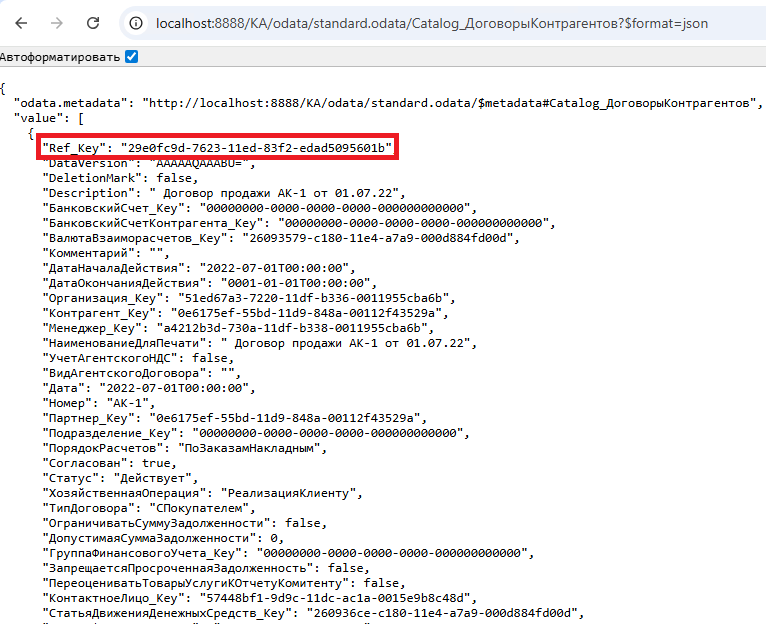 localhost:8888/KA/odata/standard.odata/Catalog_ДоговорыКонтрагентов?$format=json
Автоформатировать
{
"odata.metadata": "http://localhost:8888/KA/odata/standard.odata/$metadata#Catalog_ДоговорыКонтрагентов",
"value": [
{
"Ref_Key": "29e0fc9d-7623-11ed-83f2-edad5095601b"
"DataVersion": "AAAAAQAAABU=",
"DeletionMark": false,
"Description": " Договор продажи АК-1 от 01.07.22",
"БанковскийСчет_Key": "00000000-0000-0000-0000-000000000000",
"БанковскийСчетКонтрагента_Key": "00000000-0000-0000-0000-000000000000",
"ВалютаВзаиморасчетов_Key": "26093579-c180-11e4-a7a9-000d884fd00d",
"Комментарий": "",
"ДатаНачалаДействия": "2022-07-01T00:00:00",
"ДатаОкончанияДействия": "0001-01-01T00:00:00",
"Организация_Key": "51ed67a3-7220-11df-b336-0011955cba6b",
"Контрагент_Key": "0e6175ef-55bd-11d9-848a-00112f43529a",
"Менеджер_Key": "a4212b3d-730a-11df-b338-0011955cba6b",
"НаименованиеДляПечати": " Договор продажи АК-1 от 01.07.22",
"УчетАгентскогоНДС": false,
"ВидАгентскогоДоговора": "",
"Дата": "2022-07-01T00:00:00",
"Номер": "АК-1",
"Партнер_Key": "0e6175ef-55bd-11d9-848a-00112f43529a",
"Подразделение_Key": "00000000-0000-0000-0000-000000000000",
"ПорядокРасчетов": "ПоЗаказамНакладным",
"Согласован": true,
"Статус": "Действует",
"ХозяйственнаяОперация": "РеализацияКлиенту",
"ТипДоговора": "СПокупателем",
"ОграничиватьСуммуЗадолженности": false,
"ДопустимаяСуммаЗадолженности": 0,
"ГруппаФинансовогоУчета_Key": "00000000-0000-0000-0000-000000000000",
"ЗапрещаетсяПросроченнаяЗадолженность": false,
"ПереоцениватьТоварыУслугиКОтчетуКомитенту": false,
"КонтактноеЛицо_Key": "57448bf1-9d9c-11dc-ac1a-0015e9b8c48d",
"СтатьяДвиженияДенежныхСредств_Key": "260936ce-c180-11e4-a7a9-000d884fd00d",